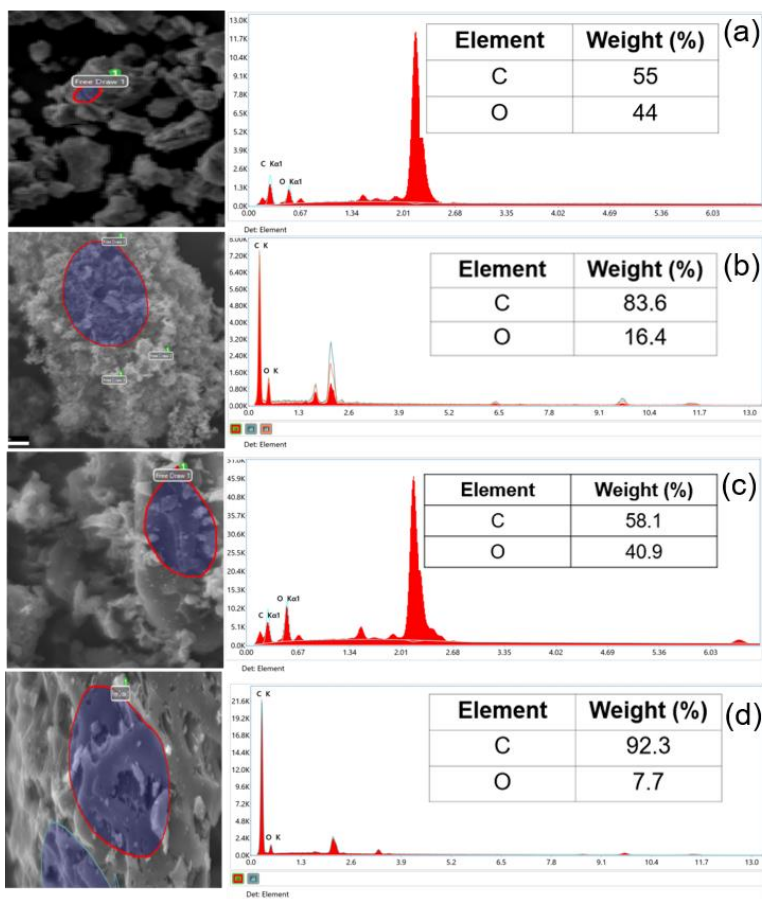 (a)
Free Draw 1
1
13.0K
11.7K
10.4K
9.1K
7.8K
6.5K
5.2K
3.9K
2.6K
1.3K
0.0K
C Kα1
O Kα1
0.00 0.67 1.34 2.01 2.68 3.35 4.02 4.69 5.36 6.03
Det: Element
Element Weight (%)
C 55
O 44
(b)
8.00K
7.20K
6.40K
5.60K
4.80K
4.00K
3.20K
2.40K
1.60K
0.80K
0.00K
C K
O K
0.0 1.3 2.6 3.9 5.2 6.5 7.8 9.1 10.4 11.7 13.0
Det: Element
Element Weight (%)
C 83.6
O 16.4
(c)
Free Draw 1
1
51.0K
45.9K
40.8K
35.7K
30.6K
25.5K
20.4K
15.3K
10.2K
5.1K
0.0K
C Kα1
O Kα1
0.00 0.67 1.34 2.01 2.68 3.35 4.02 4.69 5.36 6.03
Det: Element
Element Weight (%)
C 58.1
O 40.9
(d)
21.6K
19.2K
16.8K
14.4K
12.0K
9.6K
7.2K
4.8K
2.4K
0.0K
C K
O K
0.0 1.3 2.6 3.9 5.2 6.5 7.8 9.1 10.4 11.7 13.0
Det: Element
Element Weight (%)
C 92.3
O 7.7